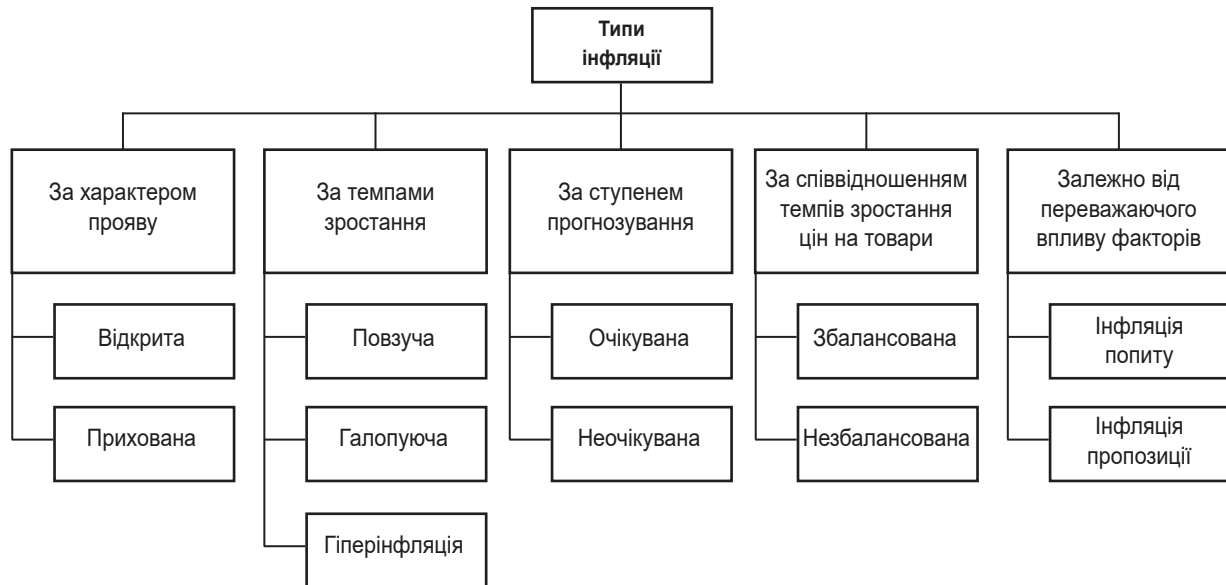 Типи
інфляції
За характером
прояву
Відкрита
Прихована
За темпами
зростання
Повзуча
Галопуюча
Гіперінфляція
За ступенем
прогнозування
Очікувана
Неочікувана
За співвідношенням
темпів зростання
цін на товари
Збалансована
Незбалансована
Залежно від
переважаючого
впливу факторів
Інфляція
попиту
Інфляція
пропозиції